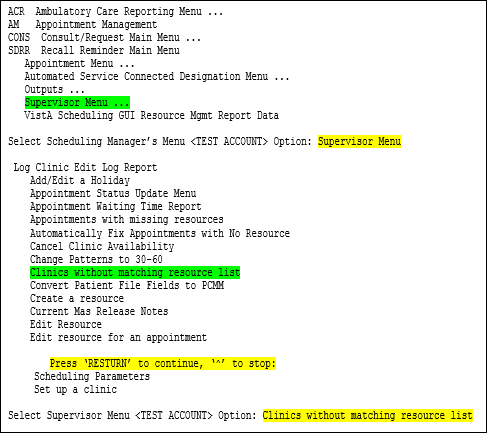 ACR  Ambulatory Care Reporting Menu ...
AM   Appointment Management
CONS  Consult/Request Main Menu ...
SDRR  Recall Reminder Main Menu
Appointment Menu ...
Automated Service Connected Designation Menu ...
Outputs ...
Supervisor Menu ...
VistA Scheduling GUI Resource Mgmt Report Data
Select Scheduling Manager's Menu <TEST ACCOUNT> Option: Supervisor Menu
Log Clinic Edit Log Report
Add/Edit a Holiday
Appointment Status Update Menu
Appointment Waiting Time Report
Appointments with missing resources
Automatically Fix Appointments with No Resource
Cancel Clinic Availability
Change Patterns to 30-60
Clinics without matching resource list
Convert Patient File Fields to PCMM
Create a resource
Current Mas Release Notes
Edit Resource
Edit resource for an appointment
Press ‘RESTURN’ to continue, ‘^’ to stop:
Scheduling Parameters
Set up a clinic
Select Supervisor Menu <TEST ACCOUNT> Option: Clinics without matching resource list